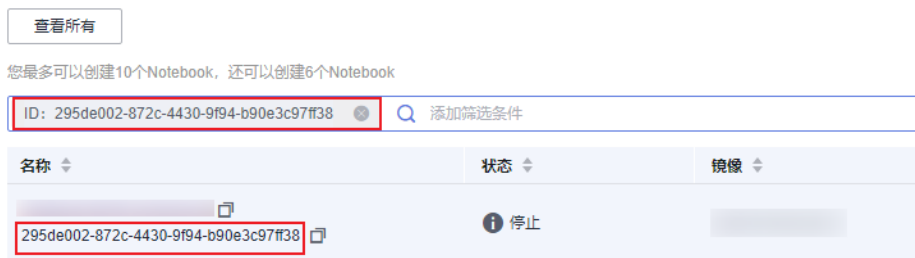 查看所有
您最多可以创建10个Notebook，还可以创建6个Notebook
ID：295de002-872c-4430-9f94-b90e3c97ff38 添加筛选条件
名称 状态 镜像
295de002-872c-4430-9f94-b90e3c97ff38 停止